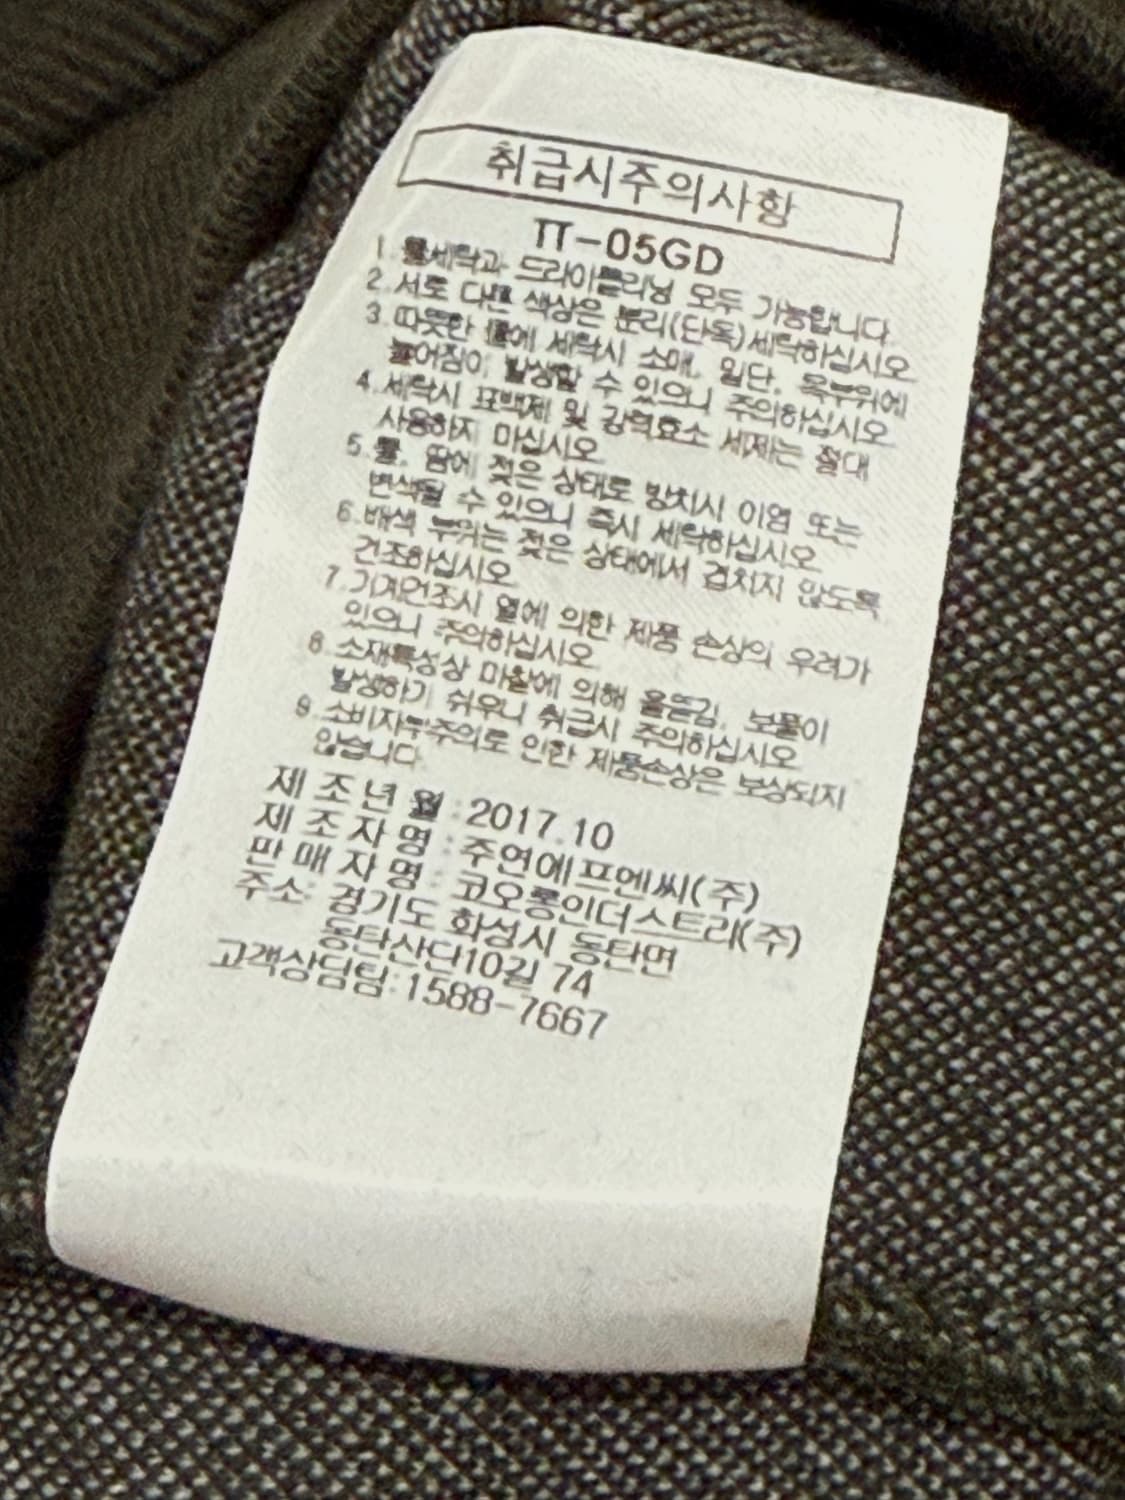 취급시주의사항
TT-05GD
1.물세탁과 드라이클리닝 모두 가능합니다.
2.서로 다른 색상은 분리(단독)세탁하십시오.
3.따뜻한 물에 세탁시 소매, 밑단, 목부위에
늘어짐이 발생할 수 있으니 주의하십시오.
4.세탁시 표백제 및 강력효소 세제는 절대
사용하지 마십시오.
5.물, 땀에 젖은 상태로 방치시 이염 또는
변색될 수 있으니 즉시 세탁하십시오.
6.배색 부위는 젖은 상태에서 겹치지 않도록
건조하십시오.
7.기계건조시 열에 의한 제품 손상의 우려가
있으니 주의하십시오.
8.소재특성상 마찰에 의해 올뜯김, 보풀이
발생하기 쉬우니 취급시 주의하십시오.
9.소비자부주의로 인한 제품손상은 보상되지
않습니다.
제 조 년 월 : 2017.10
제 조 자 명 : 주연에프엔씨(주)
판 매 자 명 : 코오롱인더스트리(주)
주소: 경기도 화성시 동탄면
동탄산단10길 74
고객상담팀:1588-7667